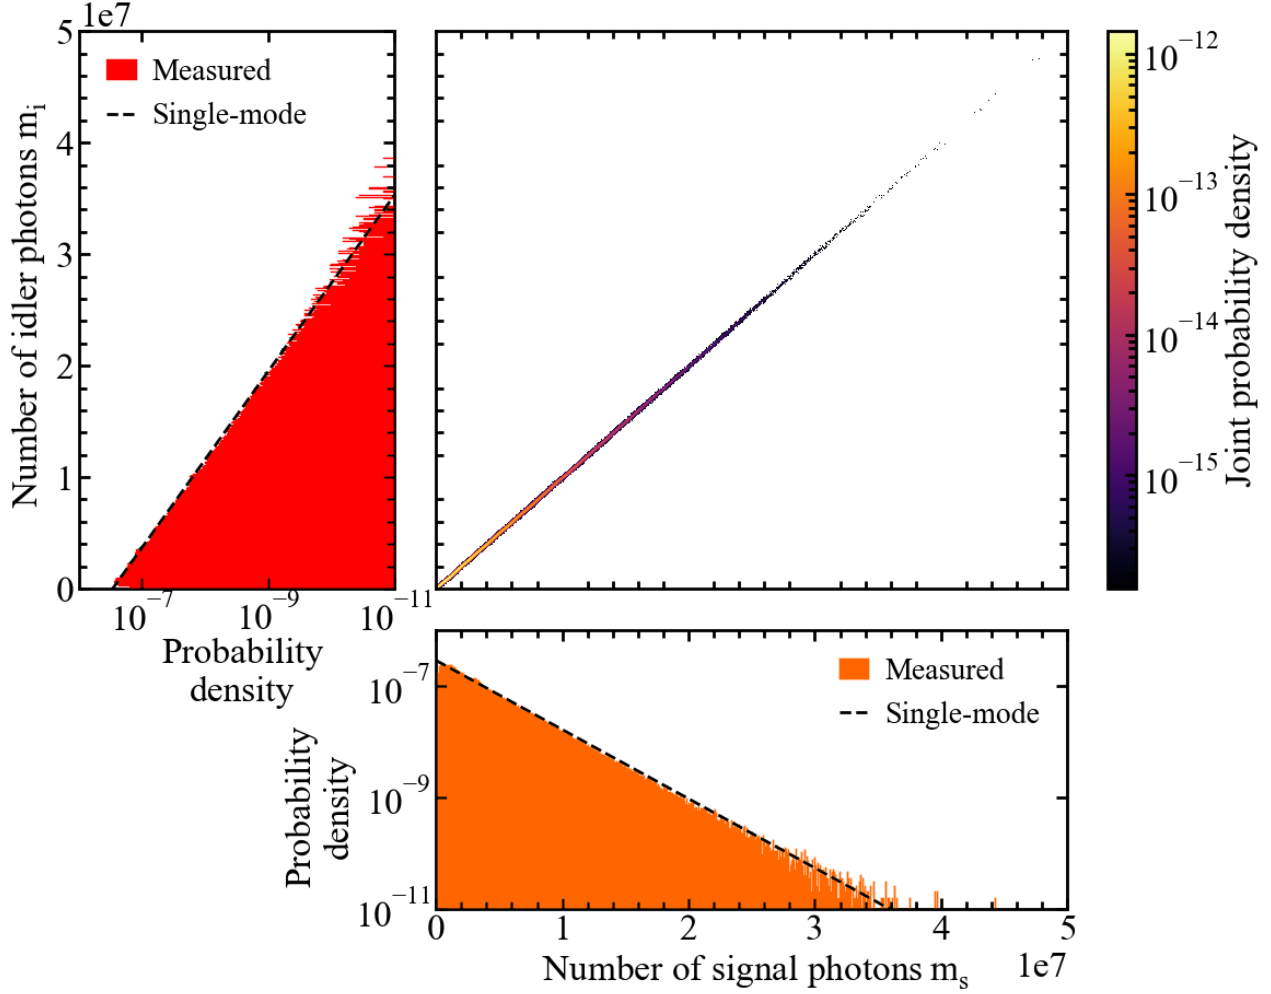 1e7
5
4
3
2
1
0
Number of idler photons mᵢ
Measured
Single-mode
10⁻⁷
10⁻⁹
10⁻¹¹
Probability
density
10⁻¹²
10⁻¹³
10⁻¹⁴
10⁻¹⁵
Joint probability density
Measured
Single-mode
10⁻⁷
10⁻⁹
10⁻¹¹
Probability
density
0
1
2
3
4
5
Number of signal photons mₛ
1e7